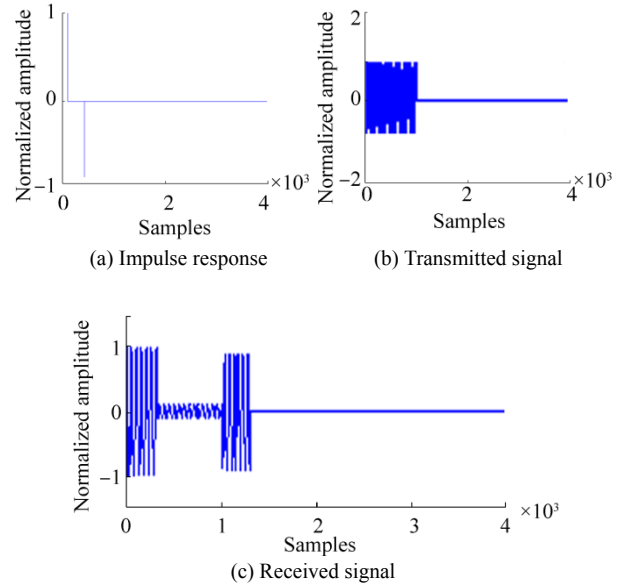 Normalized amplitude
1
0
−1
0
2
4
×10³
Samples
(a) Impulse response
Normalized amplitude
2
0
−2
0
2
4
×10³
Samples
(b) Transmitted signal
Normalized amplitude
1
0
−1
0
1
2
3
4
×10³
Samples
(c) Received signal